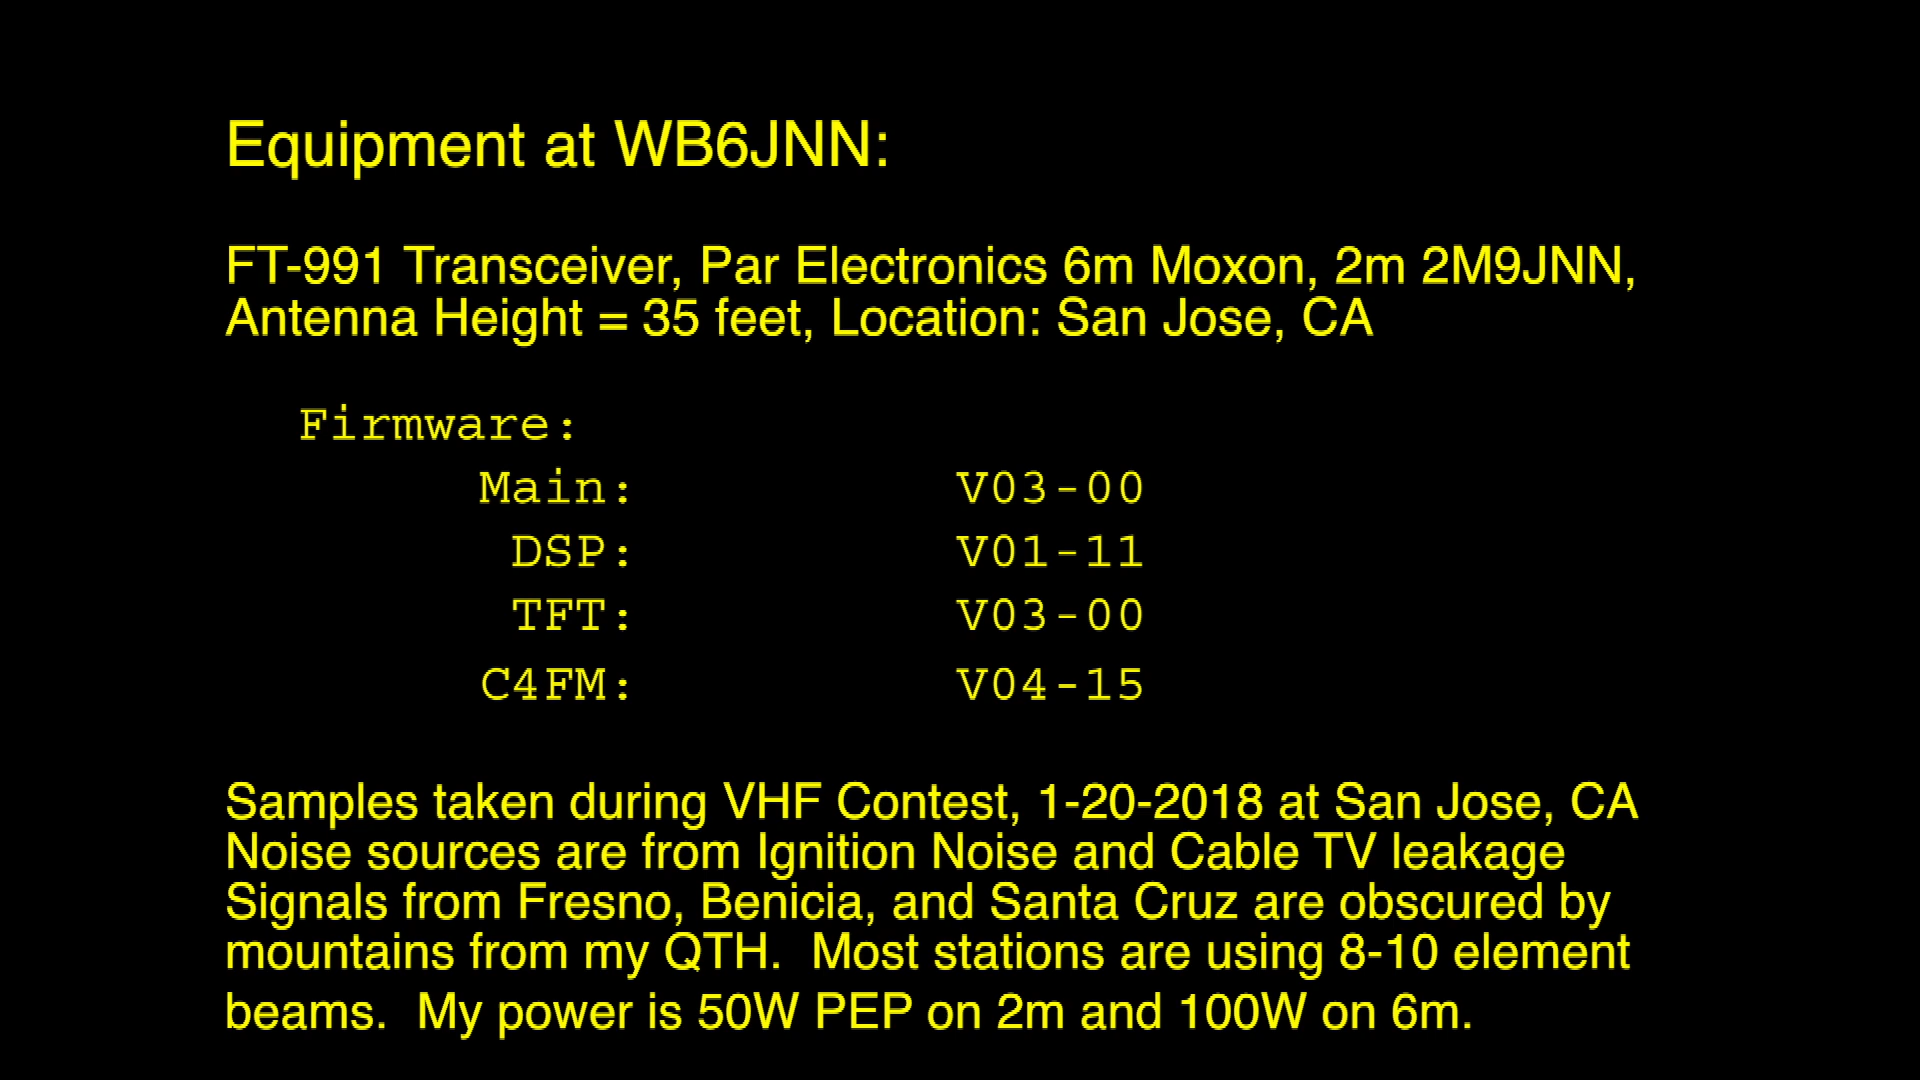 Equipment at WB6JNN:
FT-991 Transceiver, Par Electronics 6m Moxon, 2m 2M9JNN,
Antenna Height = 35 feet, Location: San Jose, CA
Firmware:
Main: V03-00
DSP: V01-11
TFT: V03-00
C4FM: V04-15
Samples taken during VHF Contest, 1-20-2018 at San Jose, CA
Noise sources are from Ignition Noise and Cable TV leakage
Signals from Fresno, Benicia, and Santa Cruz are obscured by
mountains from my QTH.  Most stations are using 8-10 element
beams.  My power is 50W PEP on 2m and 100W on 6m.